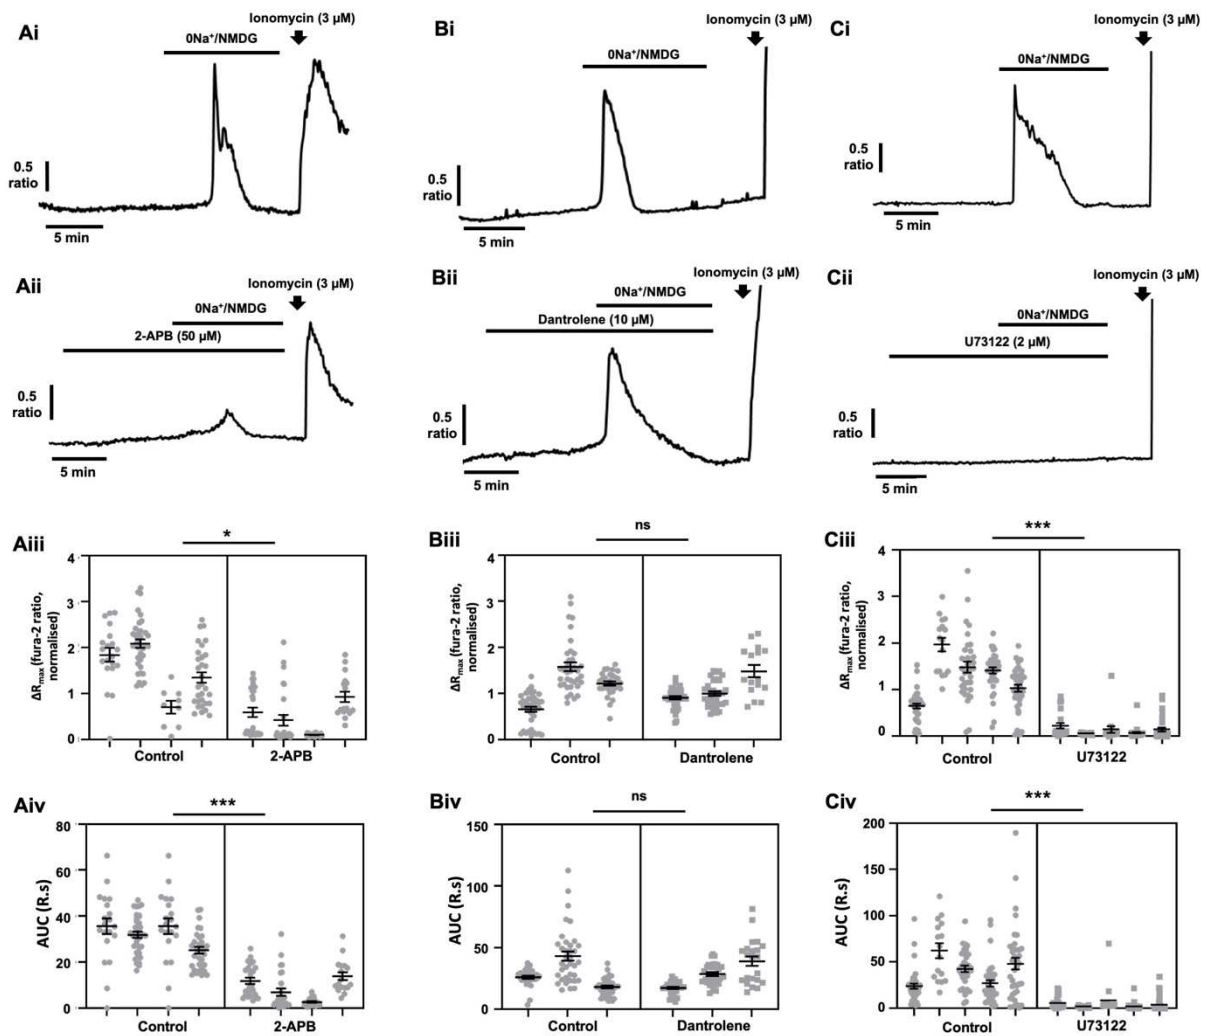 Ai
Ionomycin (3 µM)
0Na⁺/NMDG
0.5
ratio
5 min
Bi
Ionomycin (3 µM)
0Na⁺/NMDG
0.5
ratio
5 min
Ci
Ionomycin (3 µM)
0Na⁺/NMDG
0.5
ratio
5 min
Aii
Ionomycin (3 µM)
0Na⁺/NMDG
2-APB (50 µM)
0.5
ratio
5 min
Bii
Ionomycin (3 µM)
0Na⁺/NMDG
Dantrolene (10 µM)
0.5
ratio
5 min
Cii
Ionomycin (3 µM)
0Na⁺/NMDG
U73122 (2 µM)
0.5
ratio
5 min
Aiii
*
ΔRmax (fura-2 ratio,
normalised)
4
3
2
1
0
Control
2-APB
Biii
ns
ΔRmax (fura-2 ratio,
normalised)
4
3
2
1
0
Control
Dantrolene
Ciii
***
ΔRmax (fura-2 ratio,
normalised)
4
3
2
1
0
Control
U73122
Aiv
***
AUC (R.s)
80
60
40
20
0
Control
2-APB
Biv
ns
AUC (R.s)
150
100
50
0
Control
Dantrolene
Civ
***
AUC (R.s)
200
150
100
50
0
Control
U73122